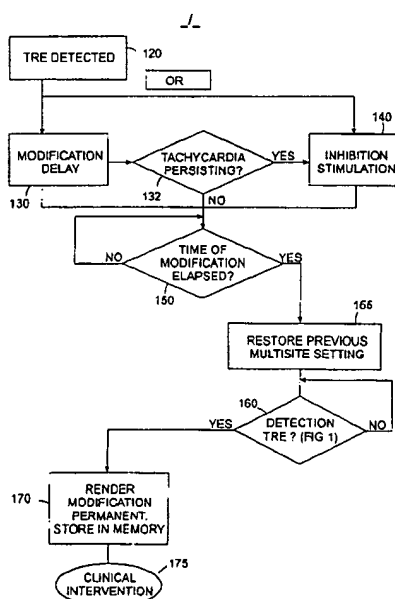 _/_
TRE DETECTED
120
OR
140
MODIFICATION
DELAY
130
TACHYCARDIA
PERSISTING?
132
YES
NO
INHIBITION
STIMULATION
TIME OF
MODIFICATION
ELAPSED?
150
NO
YES
165
RESTORE PREVIOUS
MULTISITE SETTING
160
DETECTION
TRE ? (FIG 1)
YES
NO
170
RENDER
MODIFICATION
PERMANENT.
STORE IN MEMORY
175
CLINICAL
INTERVENTION